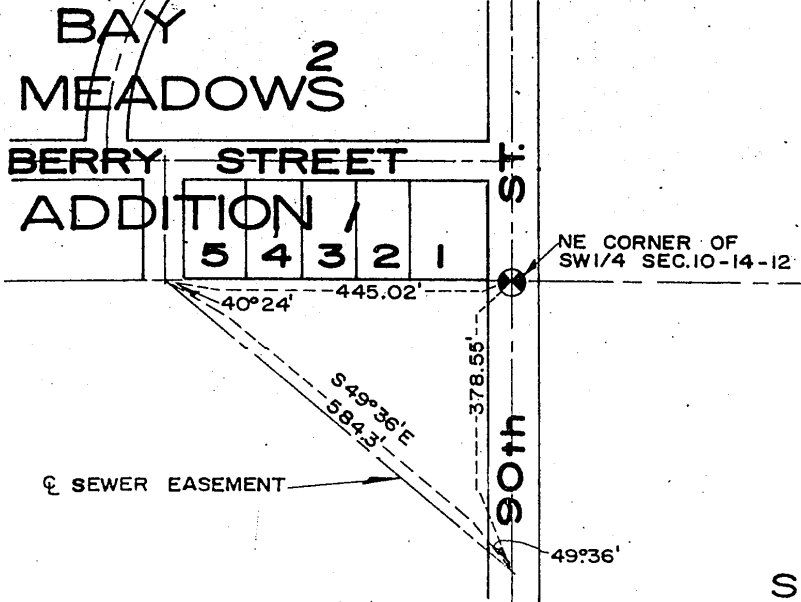 BAY
2
MEADOWS
BERRY STREET
ADDITION 1
5 4 3 2 1
90th ST.
NE CORNER OF
SW1/4 SEC.10-14-12
445.02'
40°24'
378.55'
S49°36'E
584.3'
℄ SEWER EASEMENT
49°36'
S